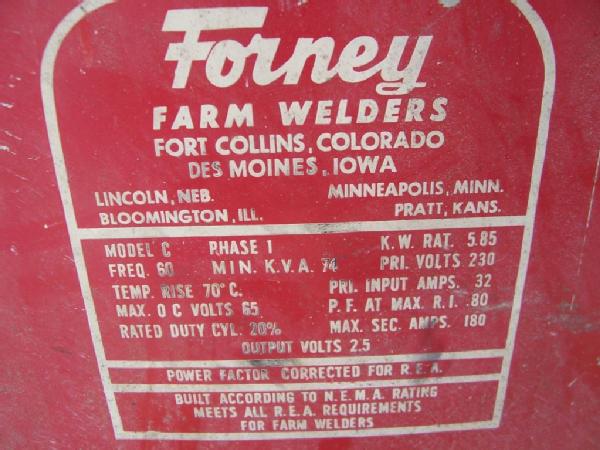 Forney
FARM WELDERS
FORT COLLINS, COLORADO
DES MOINES, IOWA
LINCOLN, NEB. MINNEAPOLIS, MINN.
BLOOMINGTON, ILL. PRATT, KANS.
MODEL C PHASE 1 K.W. RAT. 5.85
FREQ. 60 MIN. K.V.A. 74 PRI. VOLTS 230
TEMP. RISE 70° C. PRI. INPUT AMPS. 32
MAX. O C VOLTS 65 P.F. AT MAX. R.I. .80
RATED DUTY CYL. 20% MAX. SEC. AMPS. 180
OUTPUT VOLTS 2.5
POWER FACTOR CORRECTED FOR R.E.A.
BUILT ACCORDING TO N.E.M.A. RATING
MEETS ALL R.E.A. REQUIREMENTS
FOR FARM WELDERS